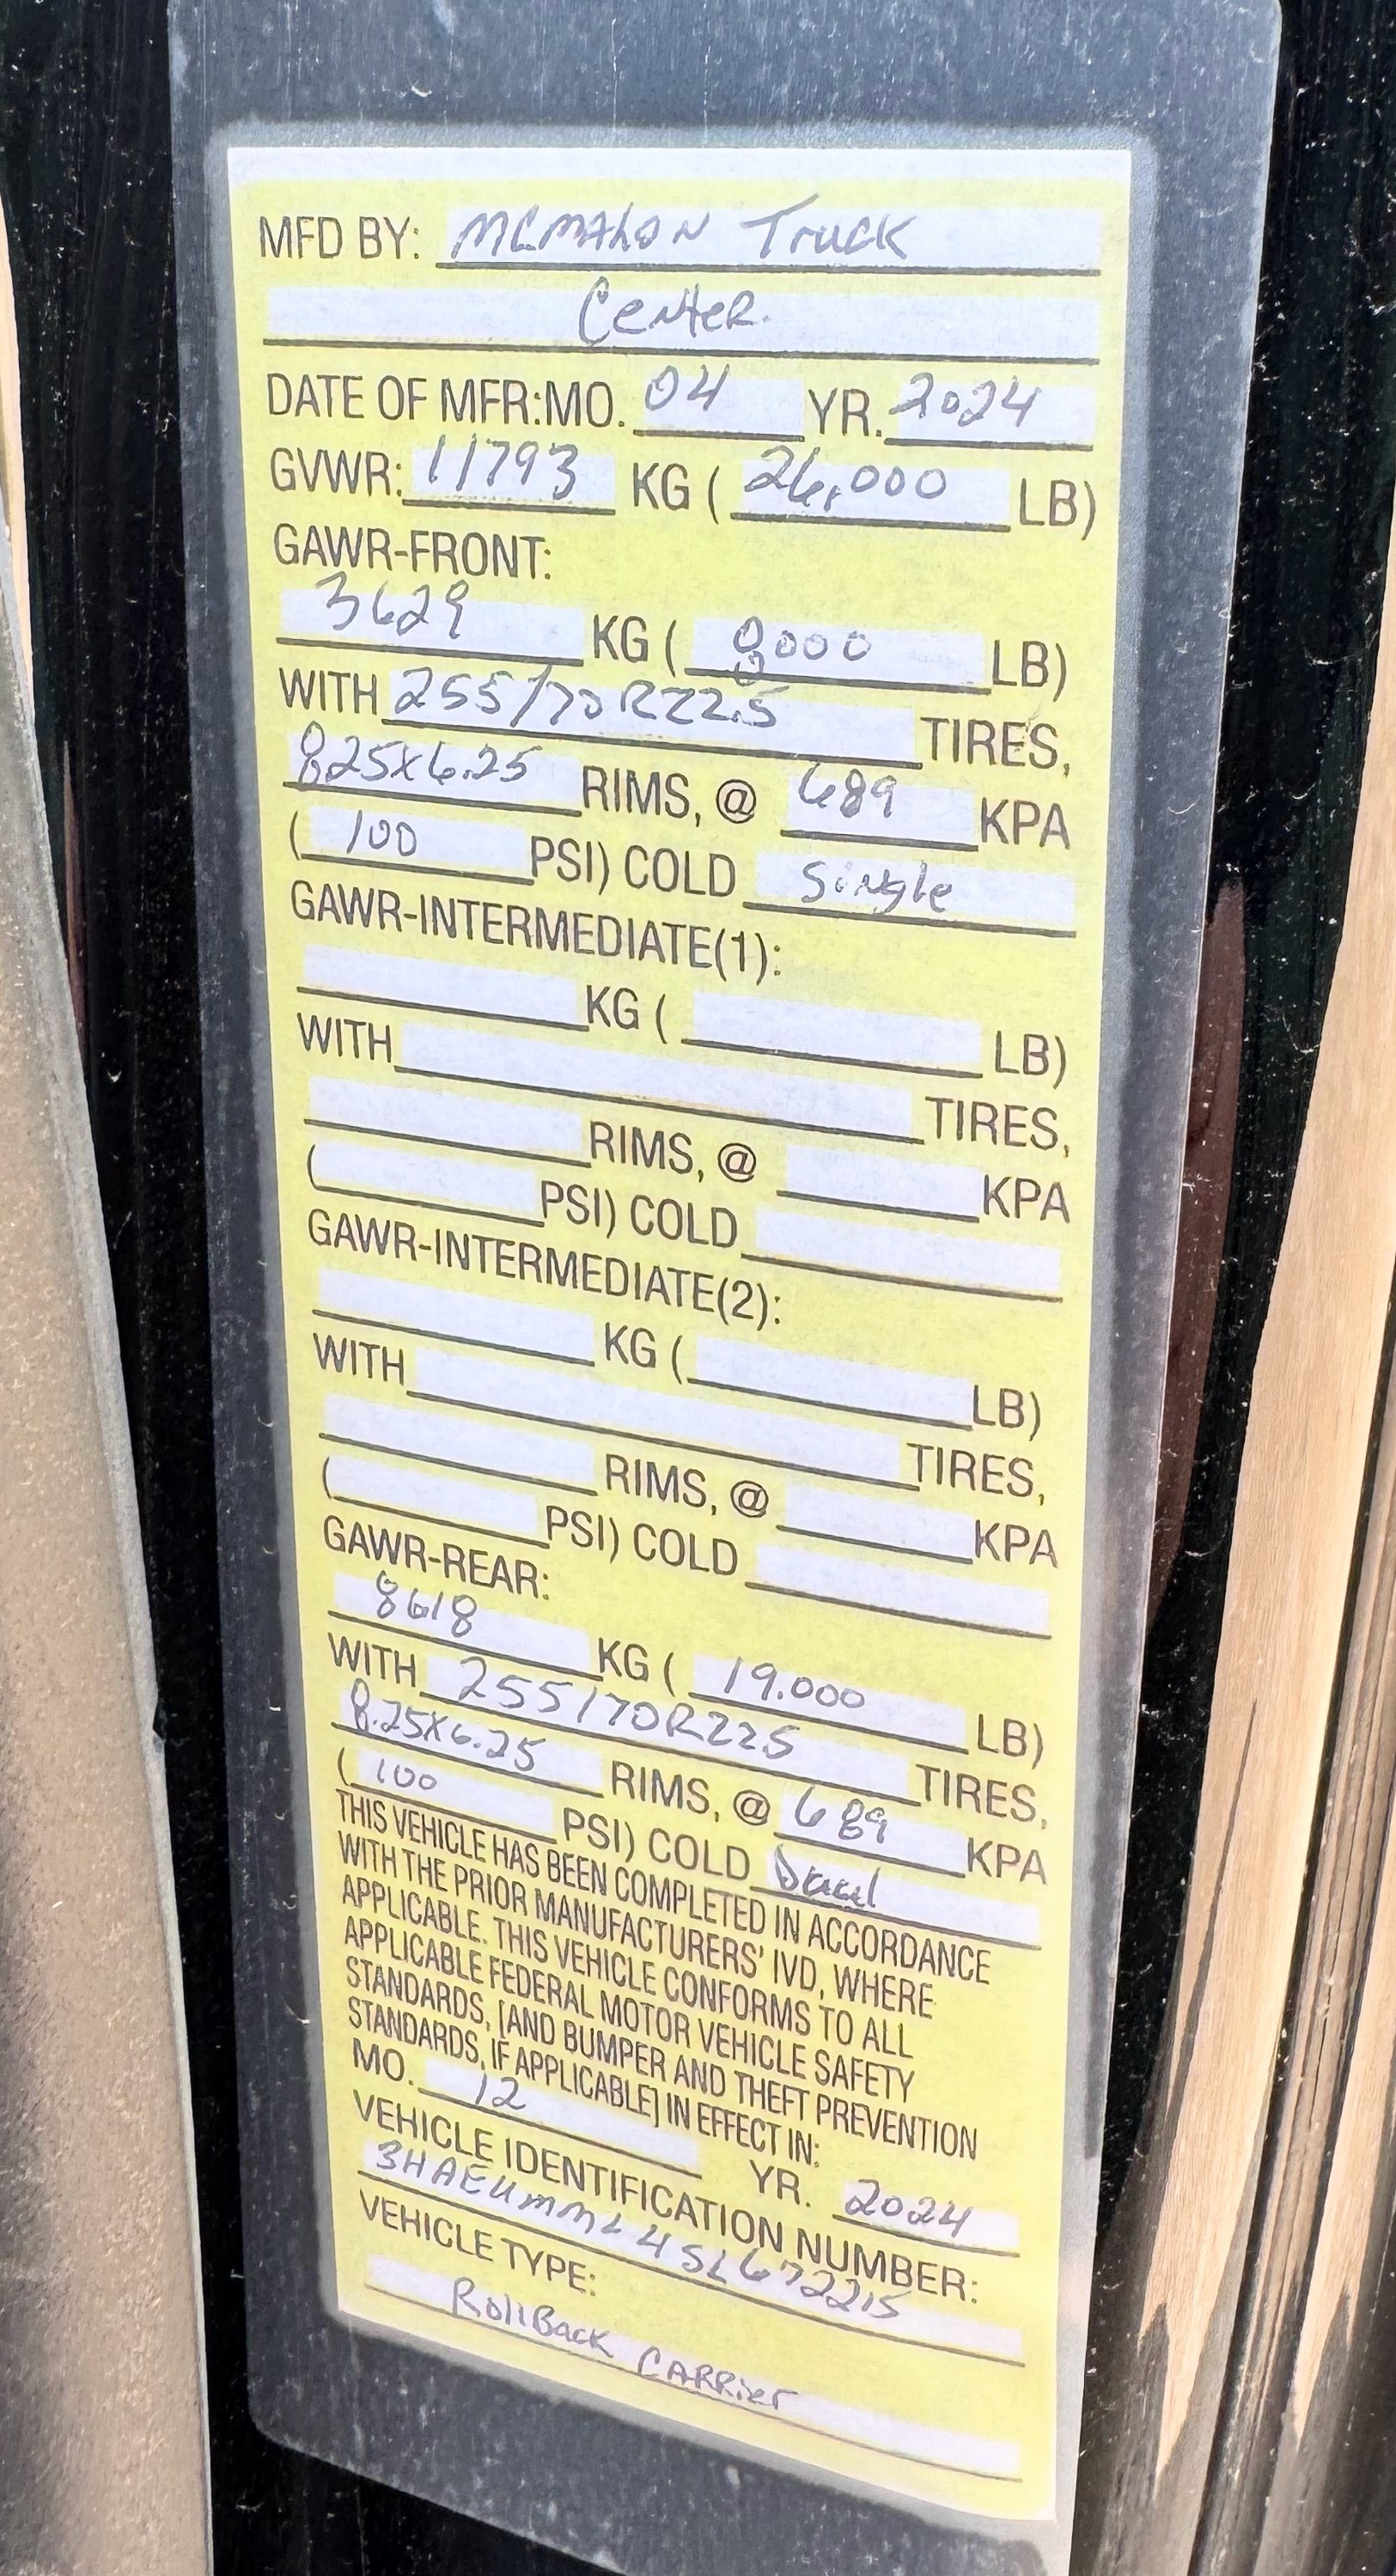 MFD BY: McMAhON Truck
CeNteR.
DATE OF MFR:MO. 04 YR. 2024
GVWR: 11793 KG ( 26,000 LB)
GAWR-FRONT:
3629 KG ( 8000 LB)
WITH 255/70R22.5 TIRES,
8.25x6.25 RIMS, @ 689 KPA
( 100 PSI) COLD Single
GAWR-INTERMEDIATE(1):
KG ( LB)
WITH TIRES,
RIMS, @ KPA
( PSI) COLD
GAWR-INTERMEDIATE(2):
KG ( LB)
WITH TIRES,
RIMS, @ KPA
( PSI) COLD
GAWR-REAR:
8618 KG ( 19.000 LB)
WITH 255170R225 TIRES,
8.25x6.25 RIMS, @ 689 KPA
( 100 PSI) COLD Dual
THIS VEHICLE HAS BEEN COMPLETED IN ACCORDANCE
WITH THE PRIOR MANUFACTURERS' IVD, WHERE
APPLICABLE. THIS VEHICLE CONFORMS TO ALL
APPLICABLE FEDERAL MOTOR VEHICLE SAFETY
STANDARDS, [AND BUMPER AND THEFT PREVENTION
STANDARDS, IF APPLICABLE] IN EFFECT IN:
MO. 12 YR. 2024
VEHICLE IDENTIFICATION NUMBER:
3HAEUMML4SL672215
VEHICLE TYPE:
RollBack CARRier